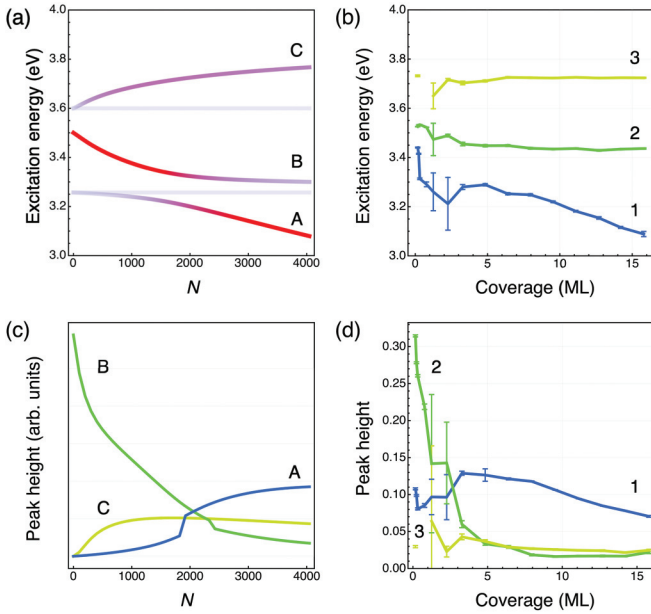 (a)
Excitation energy (eV)
4.0
3.8
3.6
3.4
3.2
3.0
C
B
A
0
1000
2000
3000
4000
N
(b)
Excitation energy (eV)
4.0
3.8
3.6
3.4
3.2
3.0
3
2
1
0
5
10
15
Coverage (ML)
(c)
Peak height (arb. units)
B
A
C
0
1000
2000
3000
4000
N
(d)
Peak height
0.30
0.25
0.20
0.15
0.10
0.05
0.00
2
1
3
0
5
10
15
Coverage (ML)